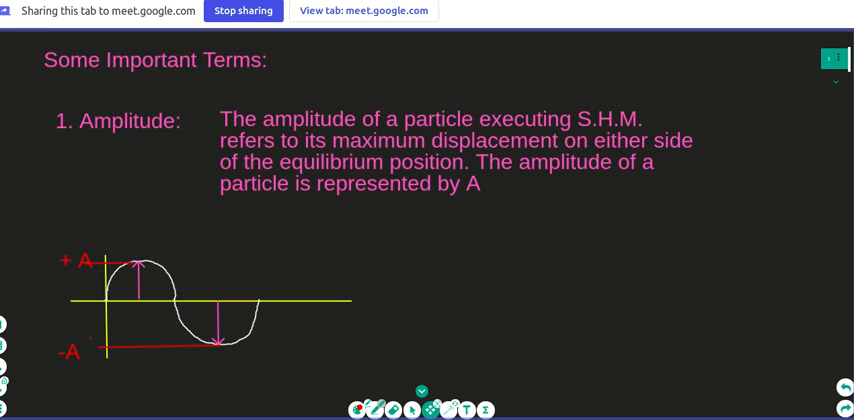 Sharing this tab to meet.google.com
Stop sharing
View tab: meet.google.com
Some Important Terms:
1
1. Amplitude:
The amplitude of a particle executing S.H.M.
refers to its maximum displacement on either side
of the equilibrium position. The amplitude of a
particle is represented by A
+ A
-A
T
Σ